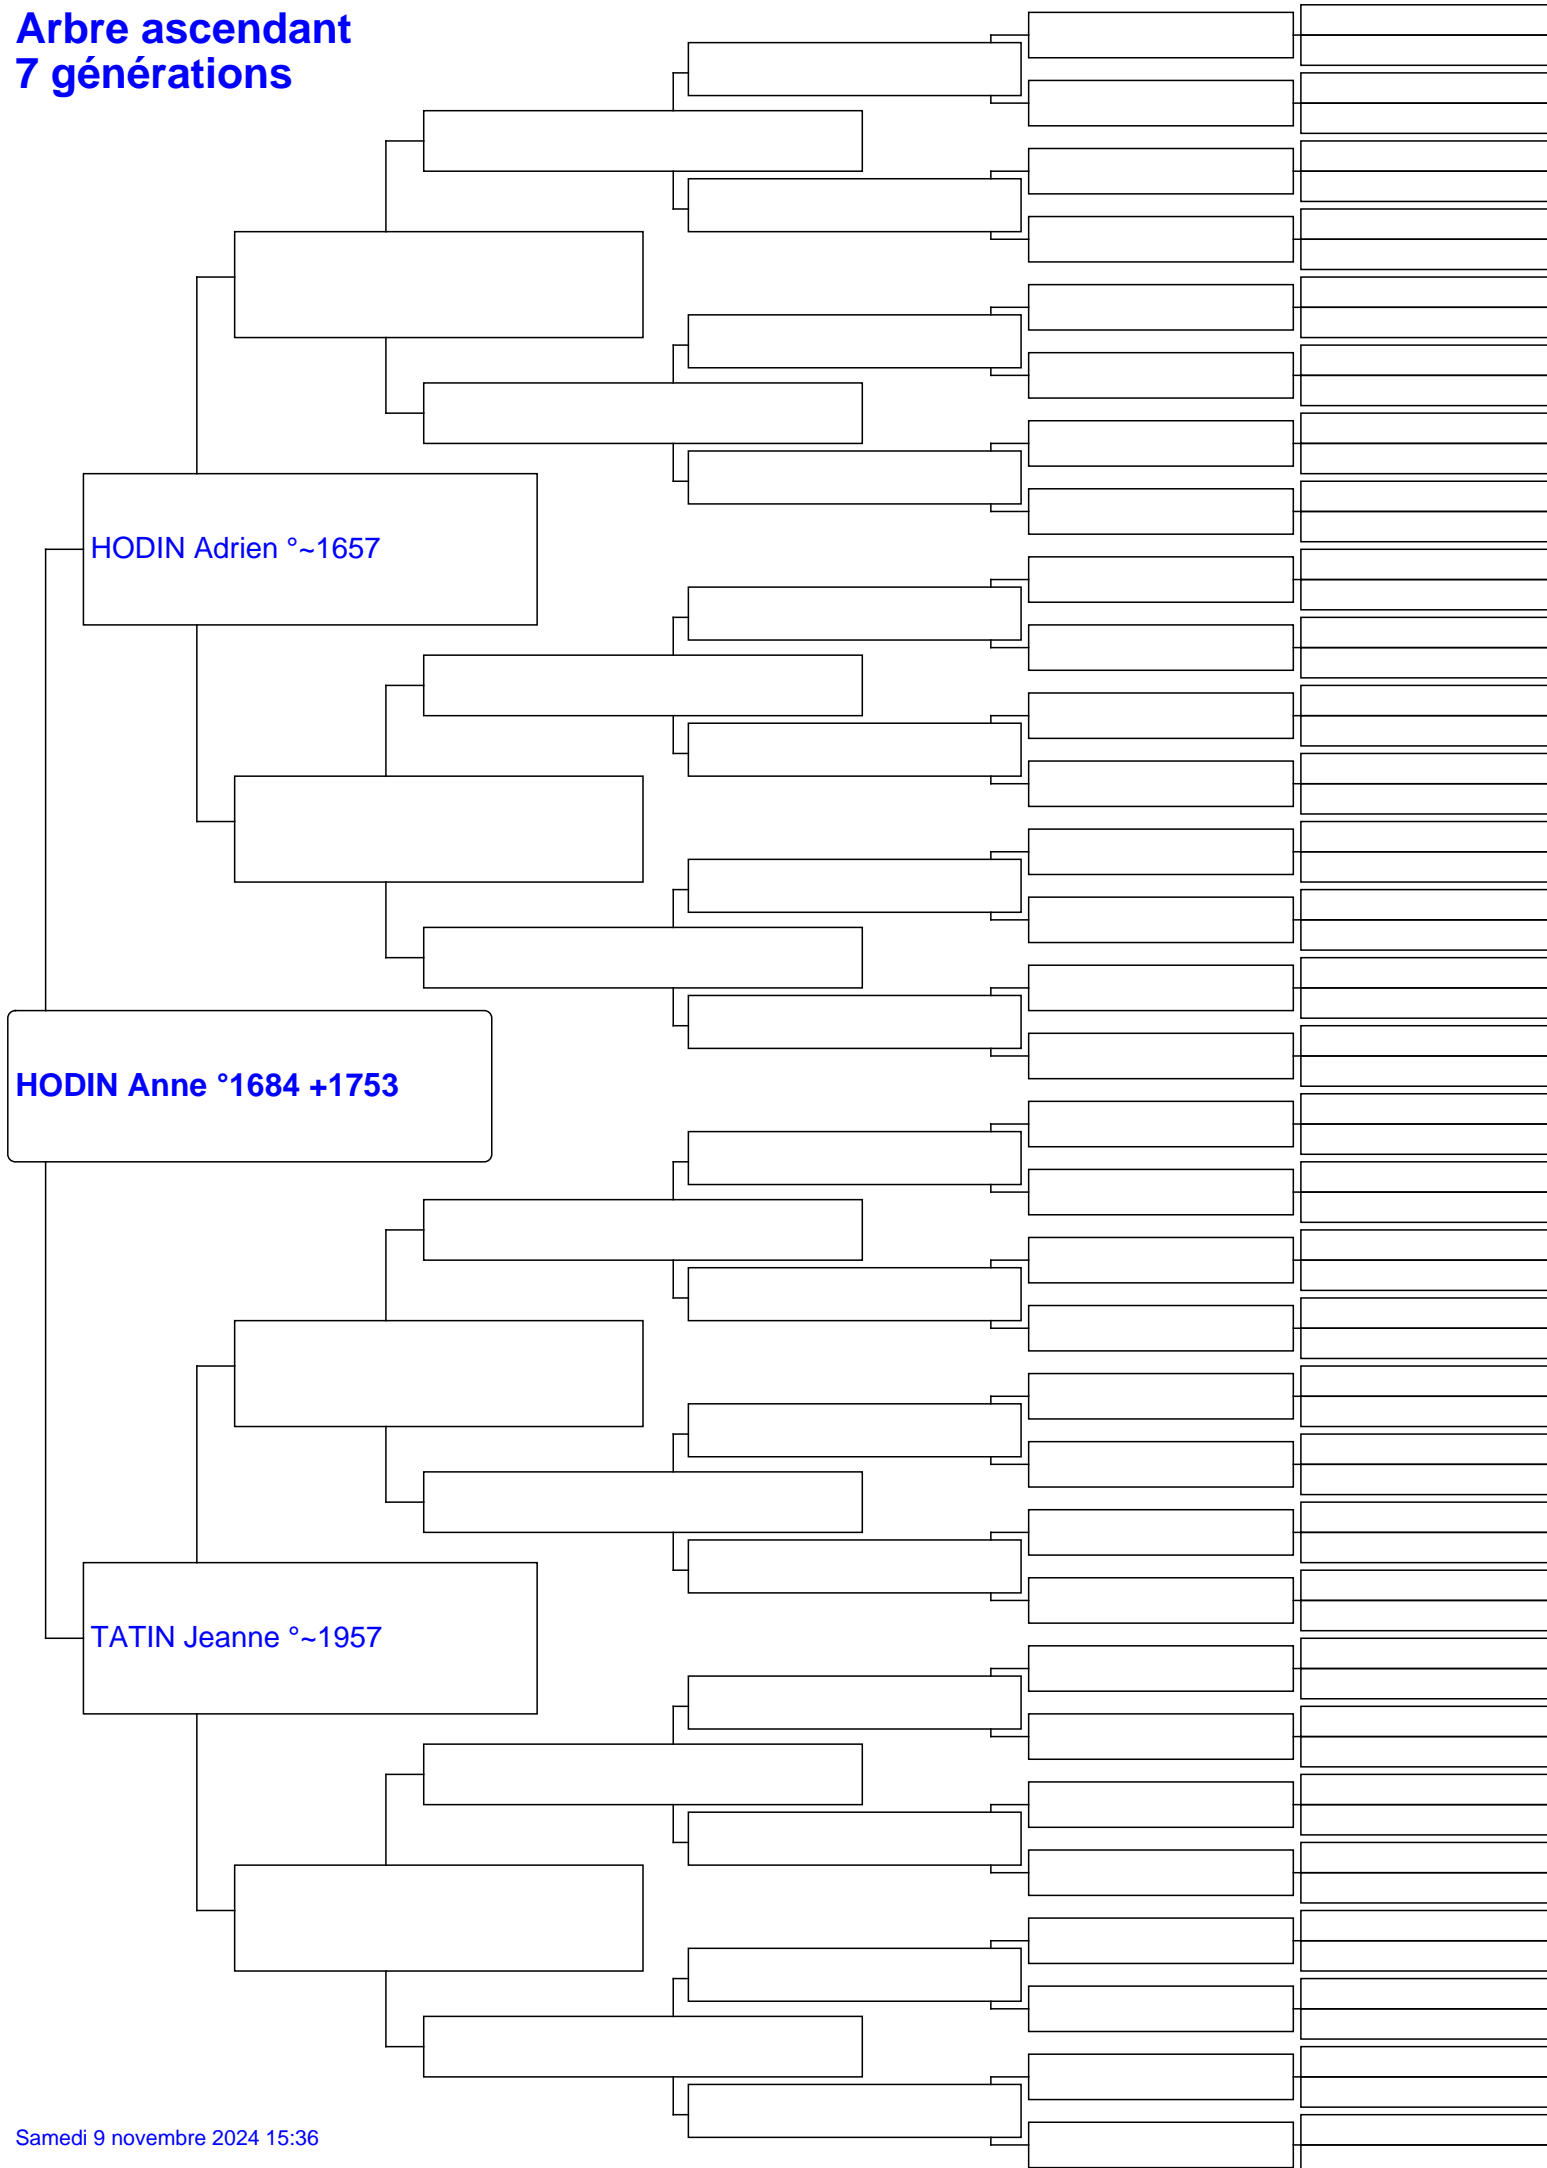 Arbre ascendant
7 générations
HODIN Adrien °~1657
HODIN Anne °1684 +1753
TATIN Jeanne °~1957
Samedi 9 novembre 2024 15:36